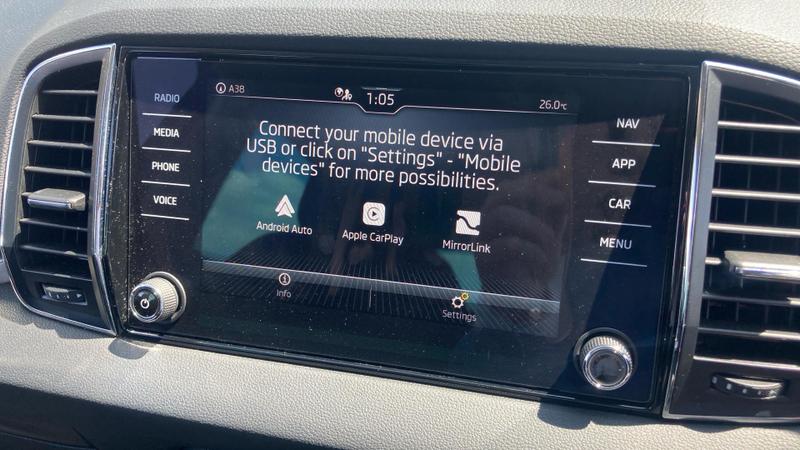 A38
1:05
26.0°C
RADIO
MEDIA
PHONE
VOICE
Connect your mobile device via
USB or click on "Settings" - "Mobile
devices" for more possibilities.
Android Auto
Apple CarPlay
MirrorLink
Info
Settings
NAV
APP
CAR
MENU